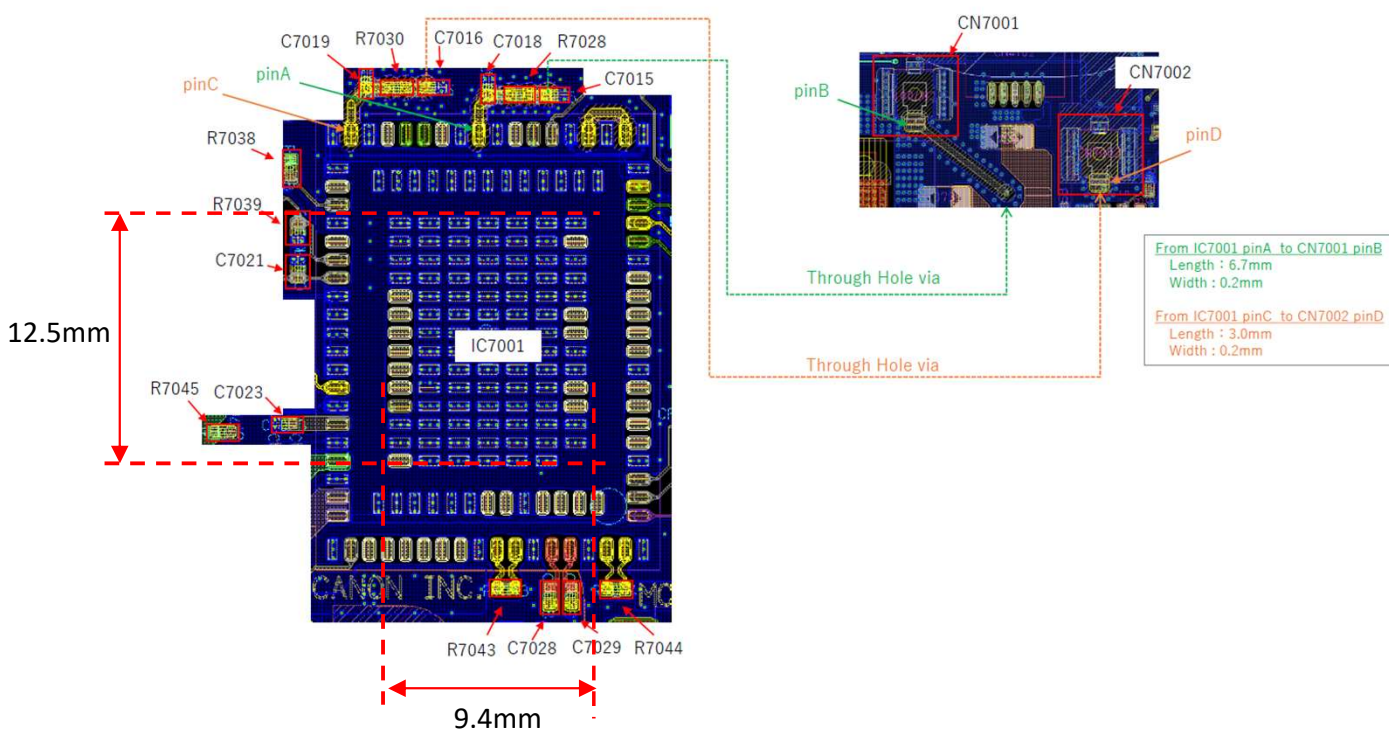 CN7001
C7019
R7030
C7016
C7018
R7028
CN7002
pinC
pinA
C7015
pinB
R7038
pinD
R7039
From IC7001 pinA to CN7001 pinB
Length：6.7mm
Width : 0.2mm
C7021
Through Hole via
From IC7001 pinC to CN7002 pinD
Length：3.0mm
Width : 0.2mm
12.5mm
IC7001
Through Hole via
R7045
C7023
CANON INC.
R7043
C7028
C7029
R7044
9.4mm